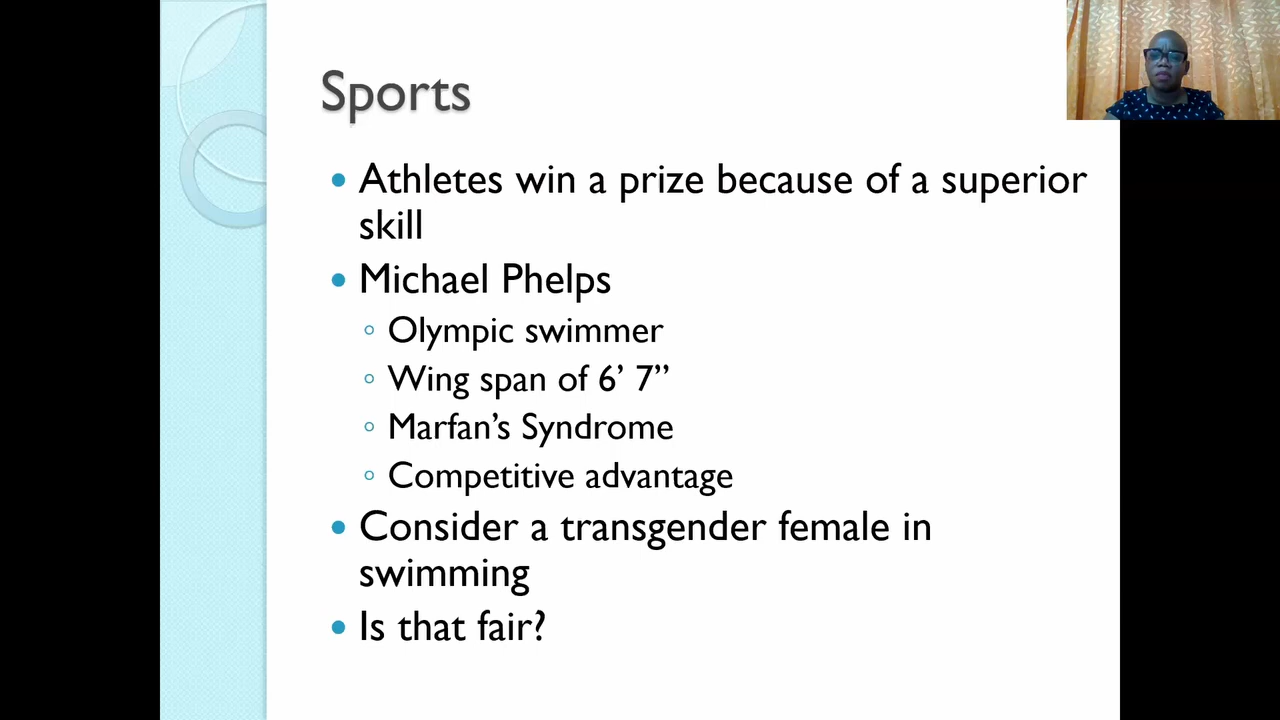 Sports
• Athletes win a prize because of a superior
skill
• Michael Phelps
◦ Olympic swimmer
◦ Wing span of 6’ 7”
◦ Marfan’s Syndrome
◦ Competitive advantage
• Consider a transgender female in
swimming
• Is that fair?